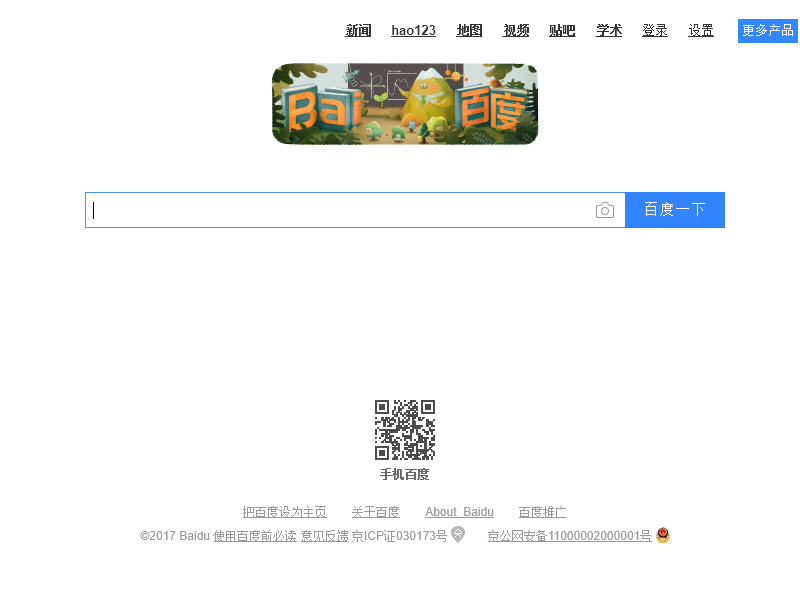 新闻 hao123 地图 视频 贴吧 学术 登录 设置 更多产品
Bai 百度
百度一下
手机百度
把百度设为主页 关于百度 About Baidu 百度推广
©2017 Baidu 使用百度前必读 意见反馈 京ICP证030173号 京公网安备11000002000001号